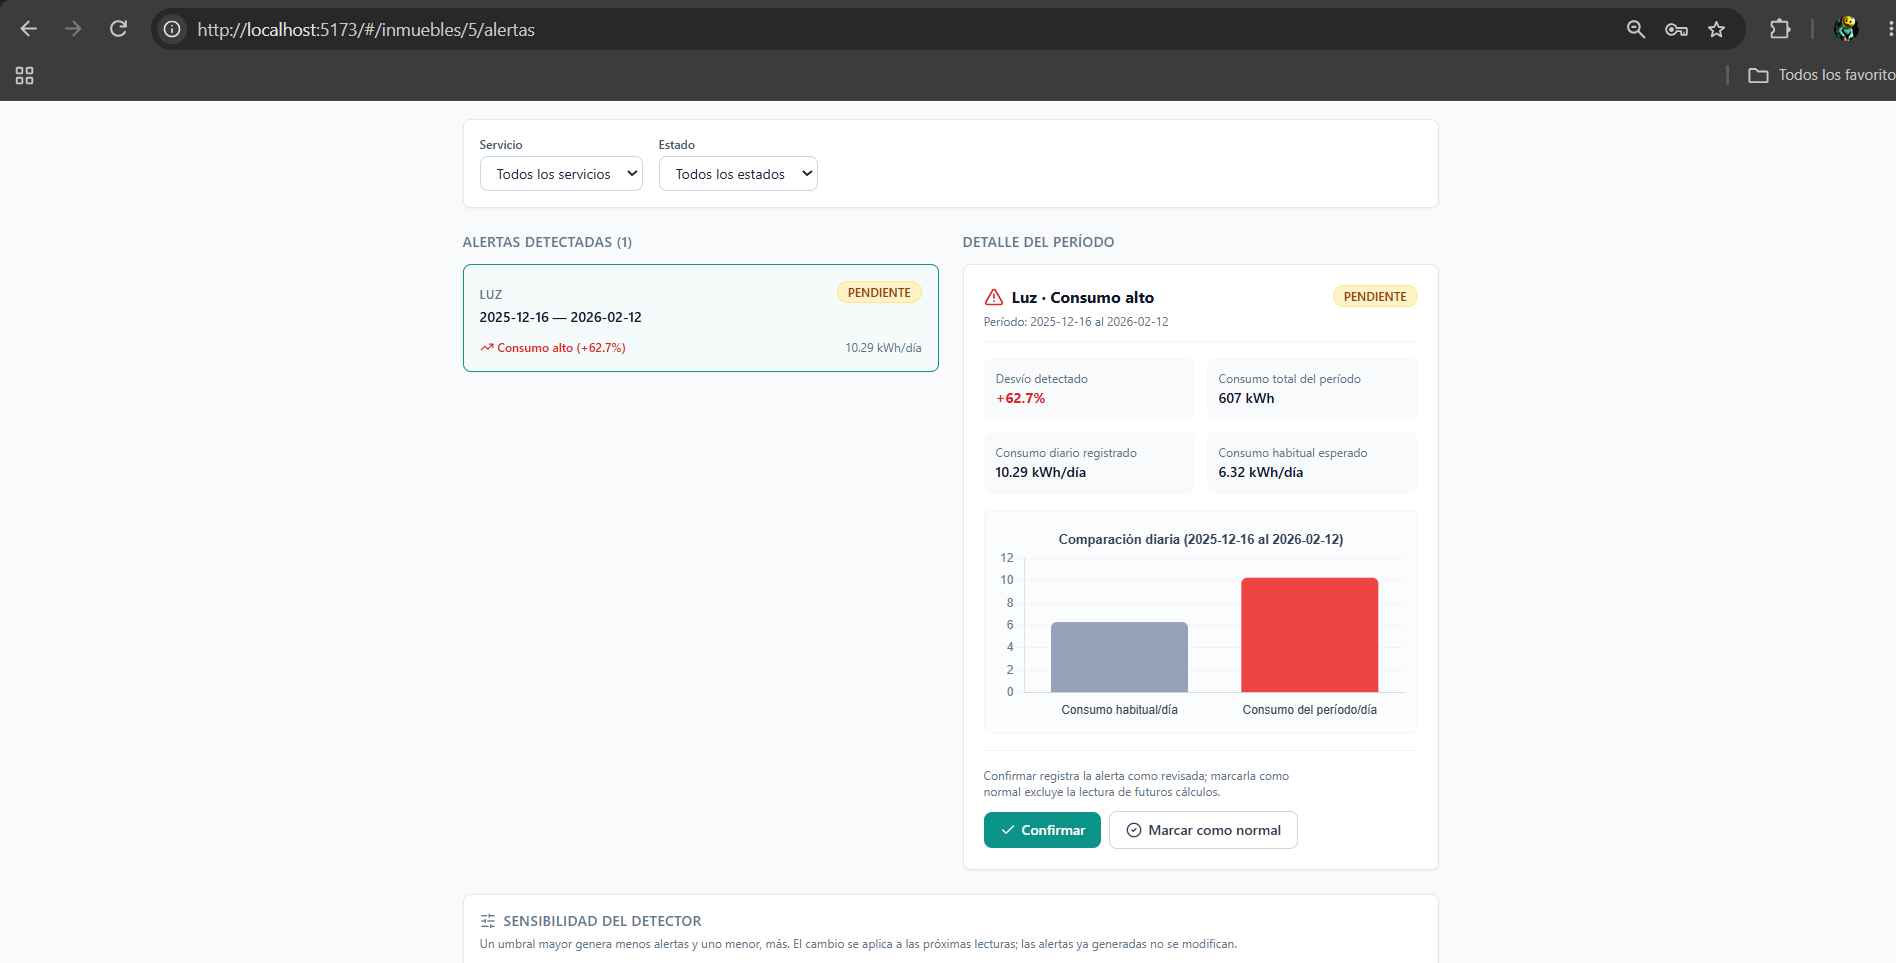 http://localhost:5173/#/inmuebles/5/alertas
Todos los favorito
Servicio
Estado
Todos los servicios
Todos los estados
ALERTAS DETECTADAS (1)
LUZ
PENDIENTE
2025-12-16 — 2026-02-12
Consumo alto (+62.7%)
10.29 kWh/día
DETALLE DEL PERÍODO
Luz · Consumo alto
PENDIENTE
Período: 2025-12-16 al 2026-02-12
Desvío detectado
+62.7%
Consumo total del período
607 kWh
Consumo diario registrado
10.29 kWh/día
Consumo habitual esperado
6.32 kWh/día
Comparación diaria (2025-12-16 al 2026-02-12)
12
10
8
6
4
2
0
Consumo habitual/día
Consumo del período/día
Confirmar registra la alerta como revisada; marcarla como
normal excluye la lectura de futuros cálculos.
Confirmar
Marcar como normal
SENSIBILIDAD DEL DETECTOR
Un umbral mayor genera menos alertas y uno menor, más. El cambio se aplica a las próximas lecturas; las alertas ya generadas no se modifican.